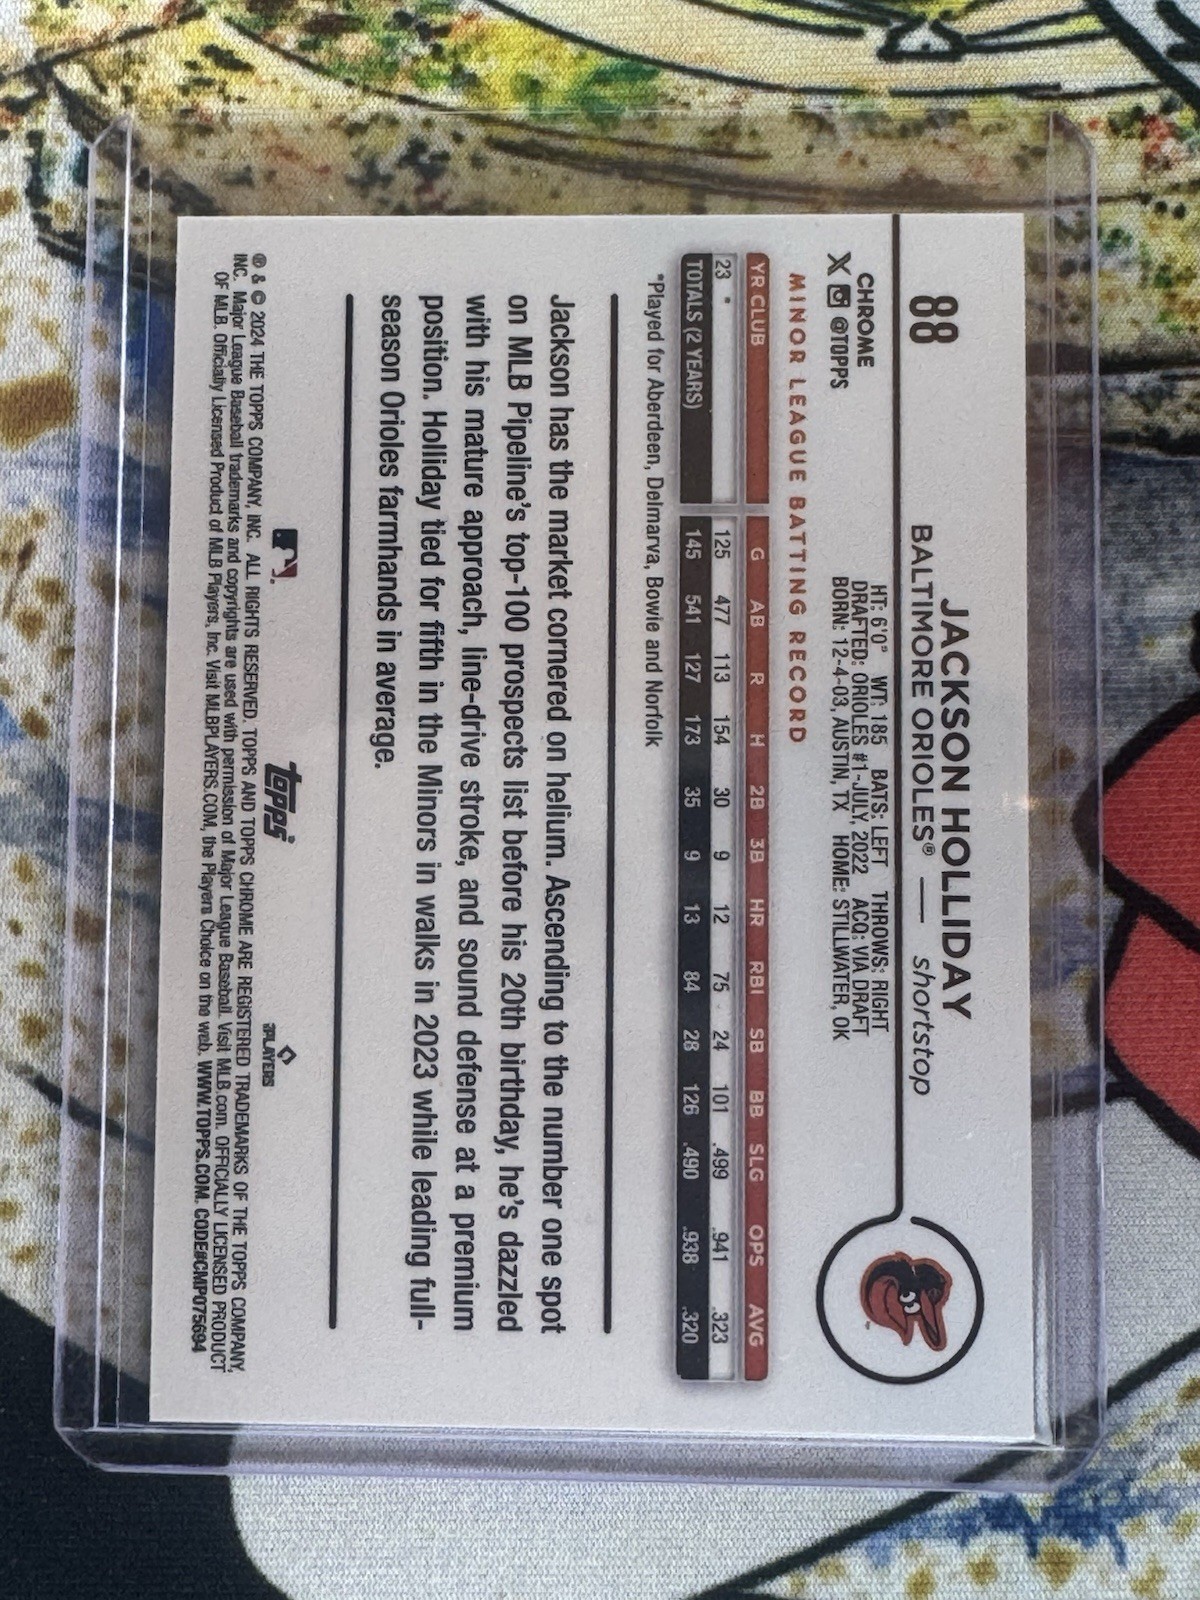 88
JACKSON HOLLIDAY
BALTIMORE ORIOLES® — shortstop
CHROME
X @TOPPS
HT: 6'0" WT: 185 BATS: LEFT THROWS: RIGHT
DRAFTED: ORIOLES #1-JULY, 2022 ACQ: VIA DRAFT
BORN: 12-4-03, AUSTIN, TX HOME: STILLWATER, OK
MINOR LEAGUE BATTING RECORD
YR CLUB G AB R H 2B 3B HR RBI SB BB SLG OPS AVG
23 * 125 477 113 154 30 9 12 75 24 101 .499 .941 .323
TOTALS (2 YEARS) 145 541 127 173 35 9 13 84 28 126 .490 .938 .320
*Played for Aberdeen, Delmarva, Bowie and Norfolk
Jackson has the market cornered on helium. Ascending to the number one spot
on MLB Pipeline's top-100 prospects list before his 20th birthday, he's dazzled
with his mature approach, line-drive stroke, and sound defense at a premium
position. Holliday tied for fifth in the Minors in walks in 2023 while leading full-
season Orioles farmhands in average.
topps
PLAYERS
® & © 2024 THE TOPPS COMPANY, INC. ALL RIGHTS RESERVED. TOPPS AND TOPPS CHROME ARE REGISTERED TRADEMARKS OF THE TOPPS COMPANY,
INC. Major League Baseball trademarks and copyrights are used with permission of Major League Baseball. Visit MLB.com. OFFICIALLY LICENSED PRODUCT
OF MLB. Officially Licensed Product of MLB Players, Inc. Visit MLBPLAYERS.COM, the Players Choice on the web. WWW.TOPPS.COM. CODE#CMP075694